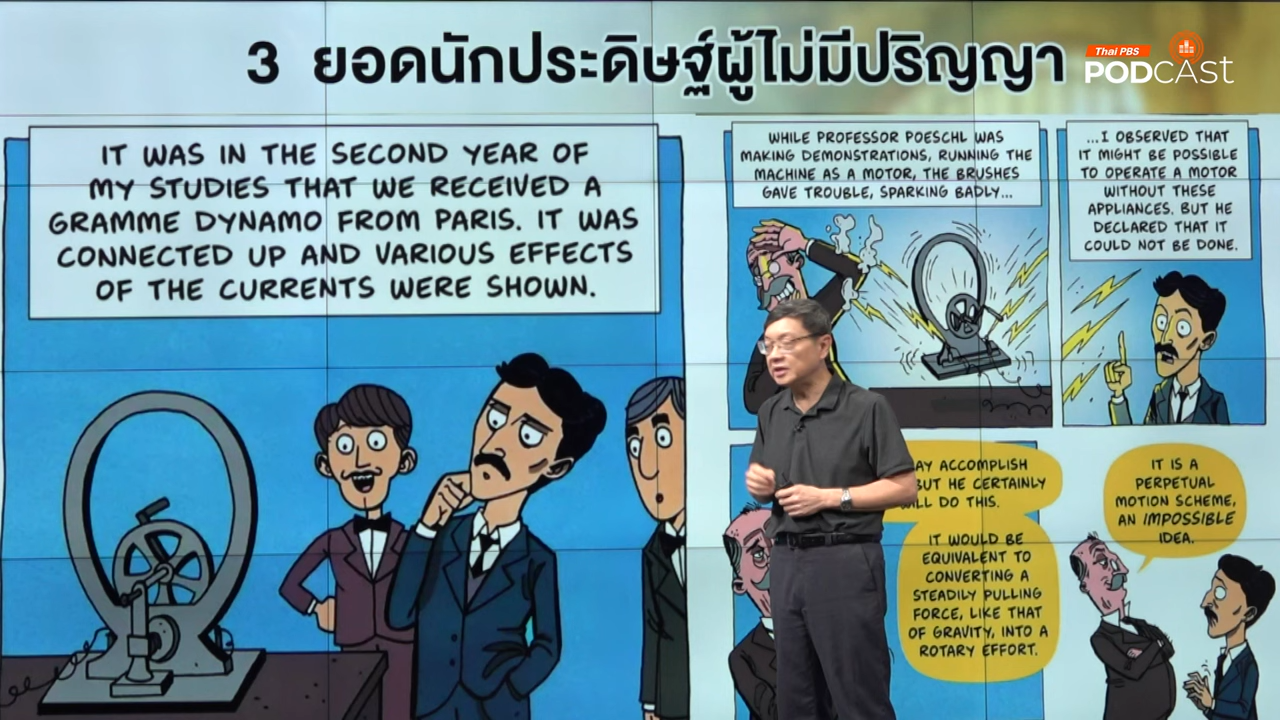 3 ยอดนักประดิษฐ์ผู้ไม่มีปริญญา
Thai PBS
PODCAST
IT WAS IN THE SECOND YEAR OF
MY STUDIES THAT WE RECEIVED A
GRAMME DYNAMO FROM PARIS. IT WAS
CONNECTED UP AND VARIOUS EFFECTS
OF THE CURRENTS WERE SHOWN.
WHILE PROFESSOR POESCHL WAS
MAKING DEMONSTRATIONS, RUNNING THE
MACHINE AS A MOTOR, THE BRUSHES
GAVE TROUBLE, SPARKING BADLY...
...I OBSERVED THAT
IT MIGHT BE POSSIBLE
TO OPERATE A MOTOR
WITHOUT THESE
APPLIANCES. BUT HE
DECLARED THAT IT
COULD NOT BE DONE.
ACCOMPLISH
BUT HE CERTAINLY
DO THIS.
IT WOULD BE
EQUIVALENT TO
CONVERTING A
STEADILY PULLING
FORCE, LIKE THAT
OF GRAVITY, INTO A
ROTARY EFFORT.
IT IS A
PERPETUAL
MOTION SCHEME,
AN IMPOSSIBLE
IDEA.